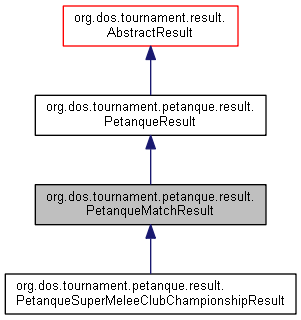 org.dos.tournament.result.
AbstractResult
org.dos.tournament.petanque.result.
PetanqueResult
org.dos.tournament.petanque.result.
PetanqueMatchResult
org.dos.tournament.petanque.result.
PetanqueSuperMeleeClubChampionshipResult